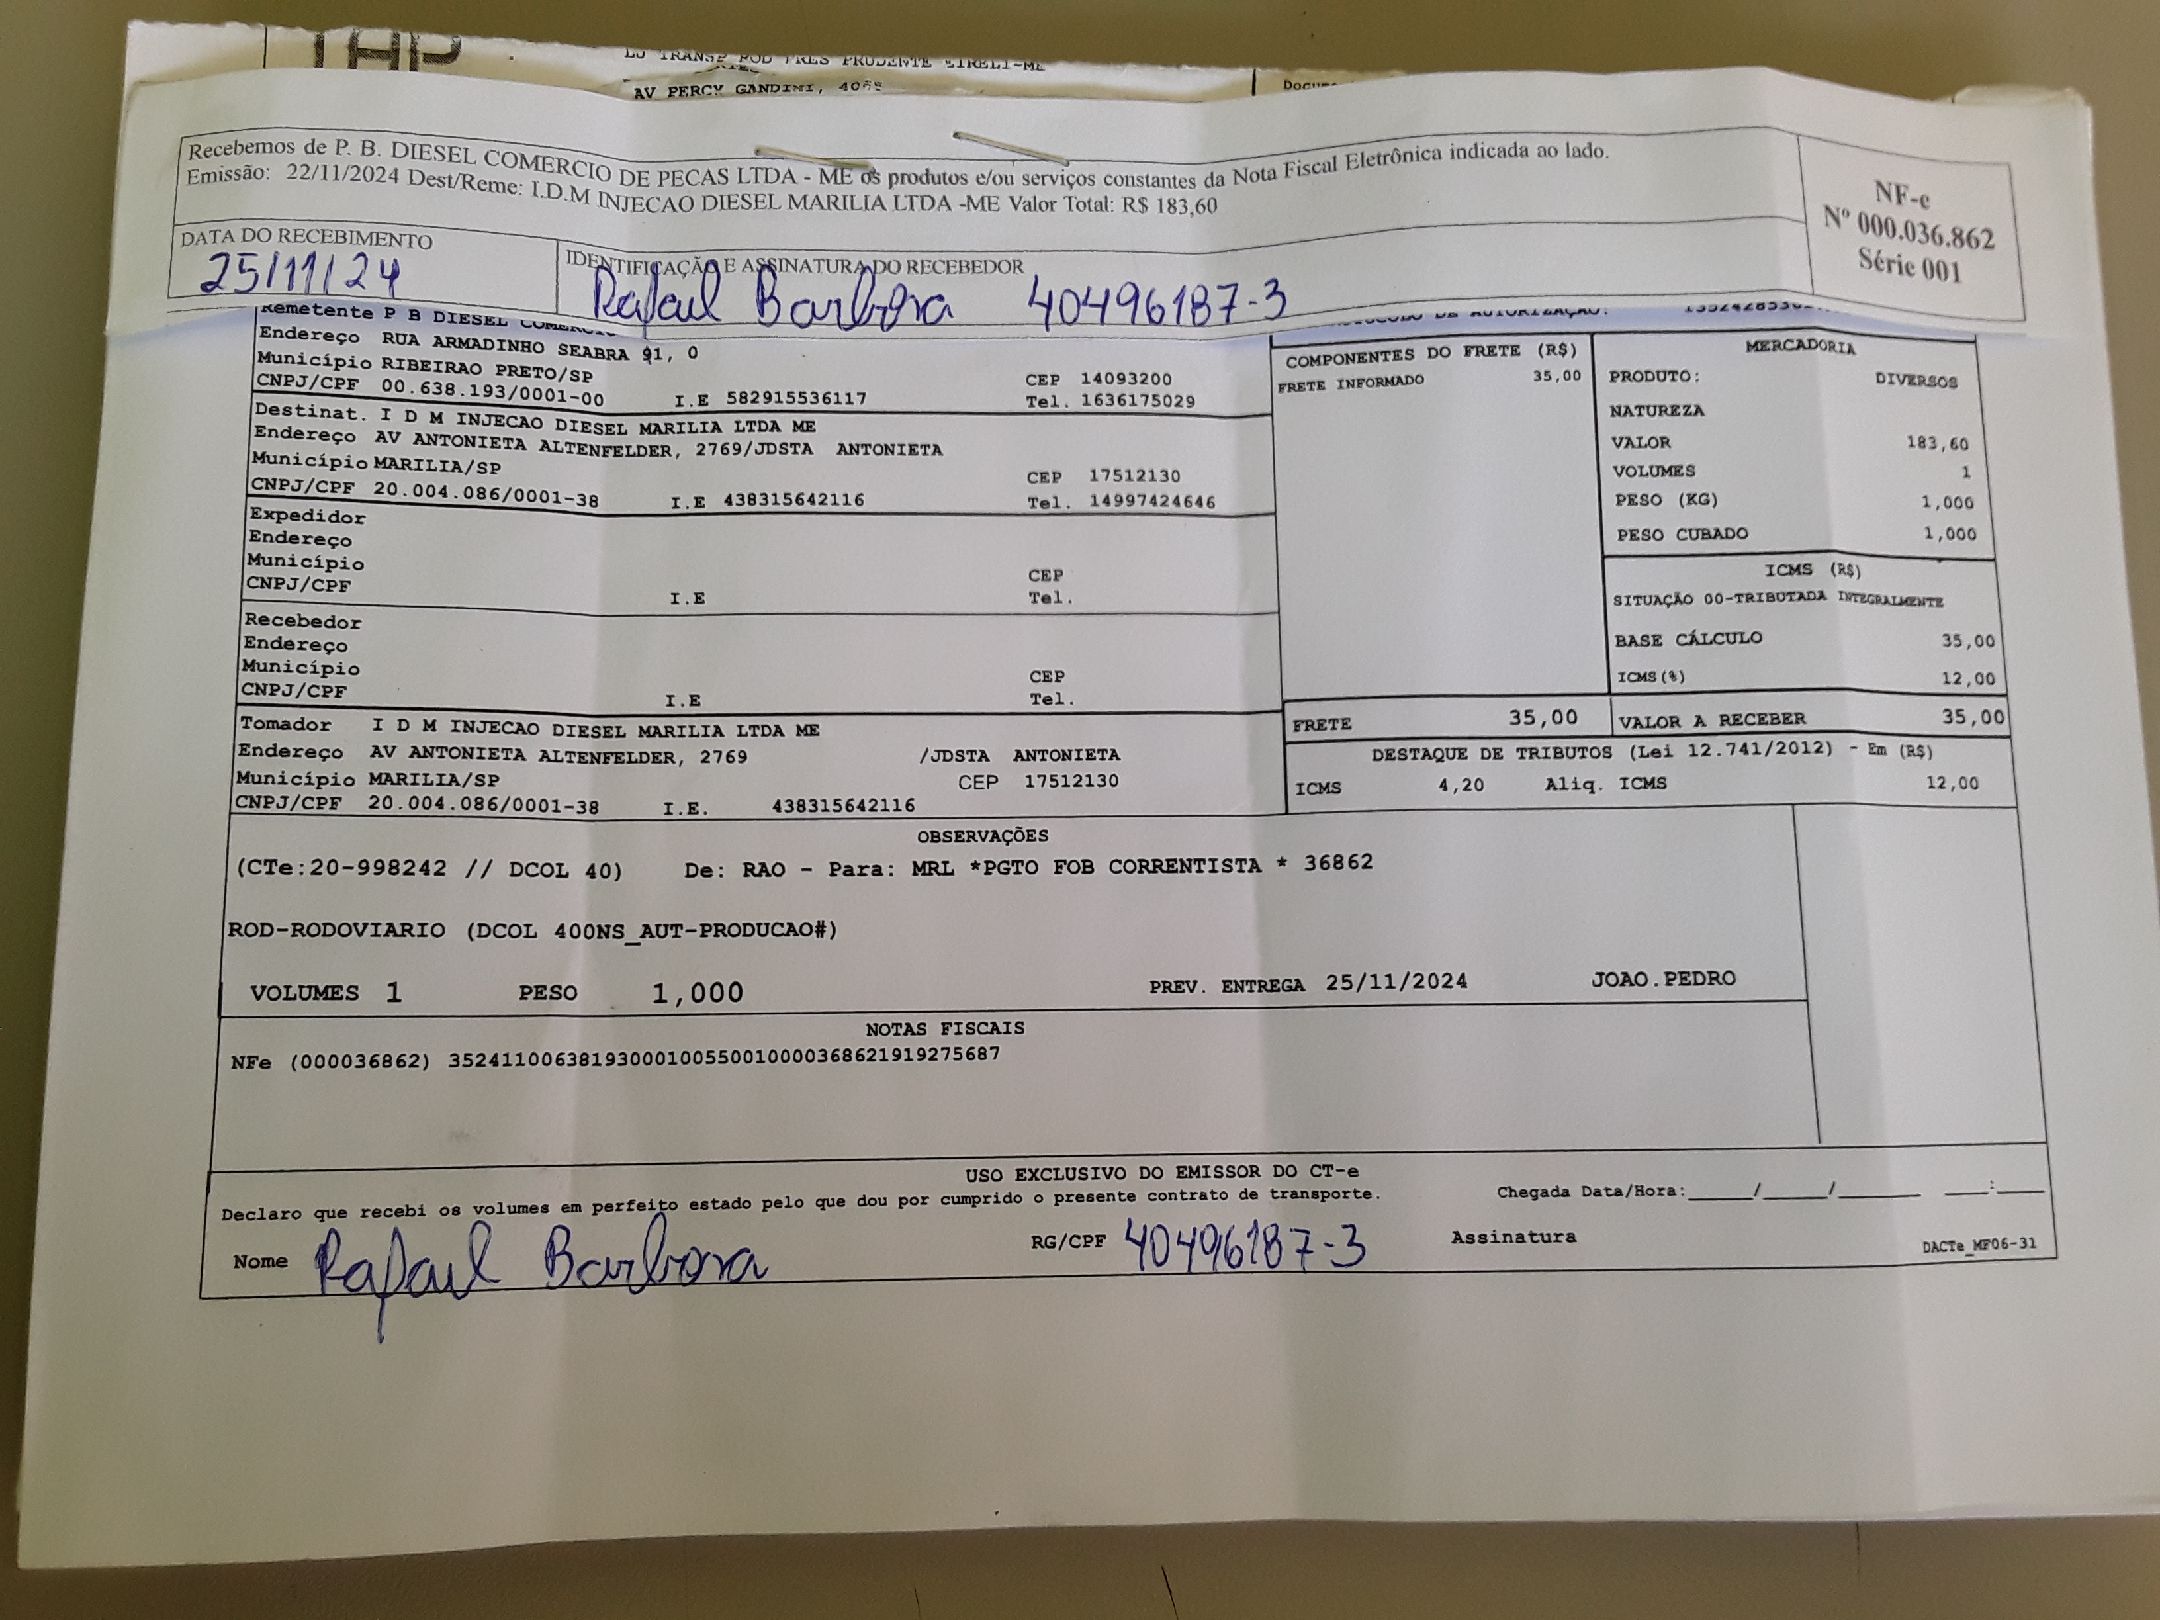 TAP
LJ TRANSP ROD PRES PRUDENTE EIRELI-ME
AV PERCY GANDINI,
Recebemos de P. B. DIESEL COMERCIO DE PECAS LTDA - ME os produtos e/ou serviços constantes da Nota Fiscal Eletrônica indicada ao lado.
Emissão: 22/11/2024 Dest/Reme: I.D.M INJECAO DIESEL MARILIA LTDA -ME Valor Total: R$ 183,60
NF-e
Nº 000.036.862
Série 001
DATA DO RECEBIMENTO
25/11/24
IDENTIFICAÇÃO E ASSINATURA DO RECEBEDOR
Rafael Barbosa 40496187-3
Remetente P B DIESEL
Endereço RUA ARMADINHO SEABRA 91, 0
Município RIBEIRAO PRETO/SP CEP 14093200
CNPJ/CPF 00.638.193/0001-00 I.E 582915536117 Tel. 1636175029
Destinat. I D M INJECAO DIESEL MARILIA LTDA ME
Endereço AV ANTONIETA ALTENFELDER, 2769/JDSTA ANTONIETA
Município MARILIA/SP CEP 17512130
CNPJ/CPF 20.004.086/0001-38 I.E 438315642116 Tel. 14997424646
Expedidor
Endereço
Município CEP
CNPJ/CPF I.E Tel.
Recebedor
Endereço
Município CEP
CNPJ/CPF I.E Tel.
Tomador I D M INJECAO DIESEL MARILIA LTDA ME
Endereço AV ANTONIETA ALTENFELDER, 2769 /JDSTA ANTONIETA
Município MARILIA/SP CEP 17512130
CNPJ/CPF 20.004.086/0001-38 I.E. 438315642116
DE AUTORIZAÇÃO:
COMPONENTES DO FRETE (R$)
FRETE INFORMADO 35,00
MERCADORIA
PRODUTO: DIVERSOS
NATUREZA
VALOR 183,60
VOLUMES 1
PESO (KG) 1,000
PESO CUBADO 1,000
ICMS (R$)
SITUAÇÃO 00-TRIBUTADA INTEGRALMENTE
BASE CÁLCULO 35,00
ICMS(%) 12,00
FRETE 35,00 VALOR A RECEBER 35,00
DESTAQUE DE TRIBUTOS (Lei 12.741/2012) - Em (R$)
ICMS 4,20 Aliq. ICMS 12,00
OBSERVAÇÕES
(CTe:20-998242 // DCOL 40) De: RAO - Para: MRL *PGTO FOB CORRENTISTA * 36862
ROD-RODOVIARIO (DCOL 400NS_AUT-PRODUCAO#)
VOLUMES 1 PESO 1,000 PREV. ENTREGA 25/11/2024 JOAO.PEDRO
NOTAS FISCAIS
NFe (000036862) 35241100638193000100550010000368621919275687
USO EXCLUSIVO DO EMISSOR DO CT-e
Declaro que recebi os volumes em perfeito estado pelo que dou por cumprido o presente contrato de transporte. Chegada Data/Hora:_____/_____/______ ___:____
Nome Rafael Barbosa RG/CPF 40496187-3 Assinatura DACTe_MF06-31